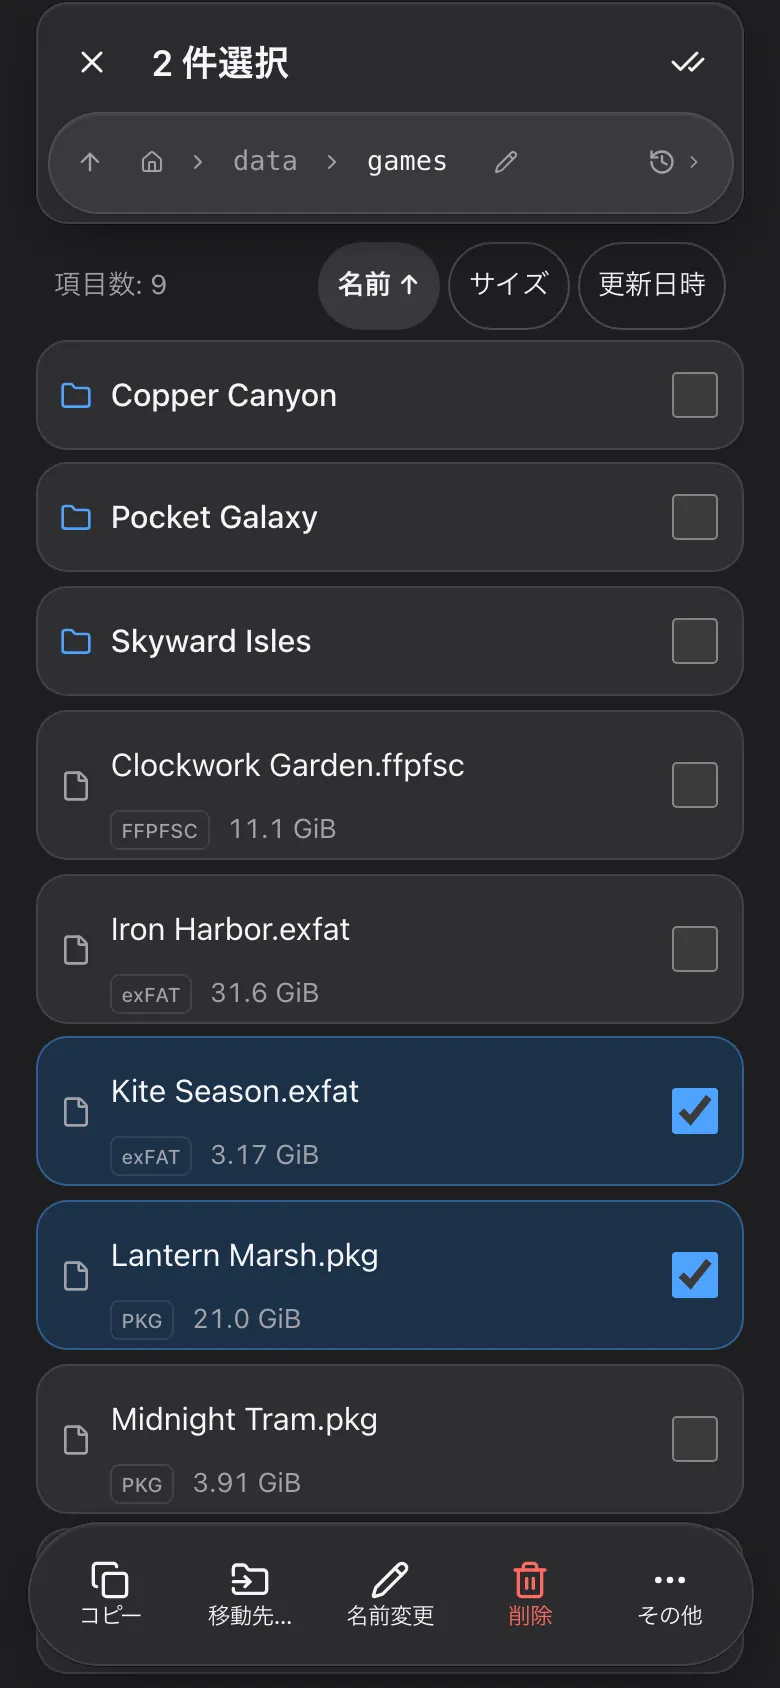 2 件選択
data > games
項目数: 9 名前 ↑ サイズ 更新日時
Copper Canyon
Pocket Galaxy
Skyward Isles
Clockwork Garden.ffpfsc
FFPFSC 11.1 GiB
Iron Harbor.exfat
exFAT 31.6 GiB
Kite Season.exfat
exFAT 3.17 GiB
Lantern Marsh.pkg
PKG 21.0 GiB
Midnight Tram.pkg
PKG 3.91 GiB
コピー 移動先... 名前変更 削除 その他